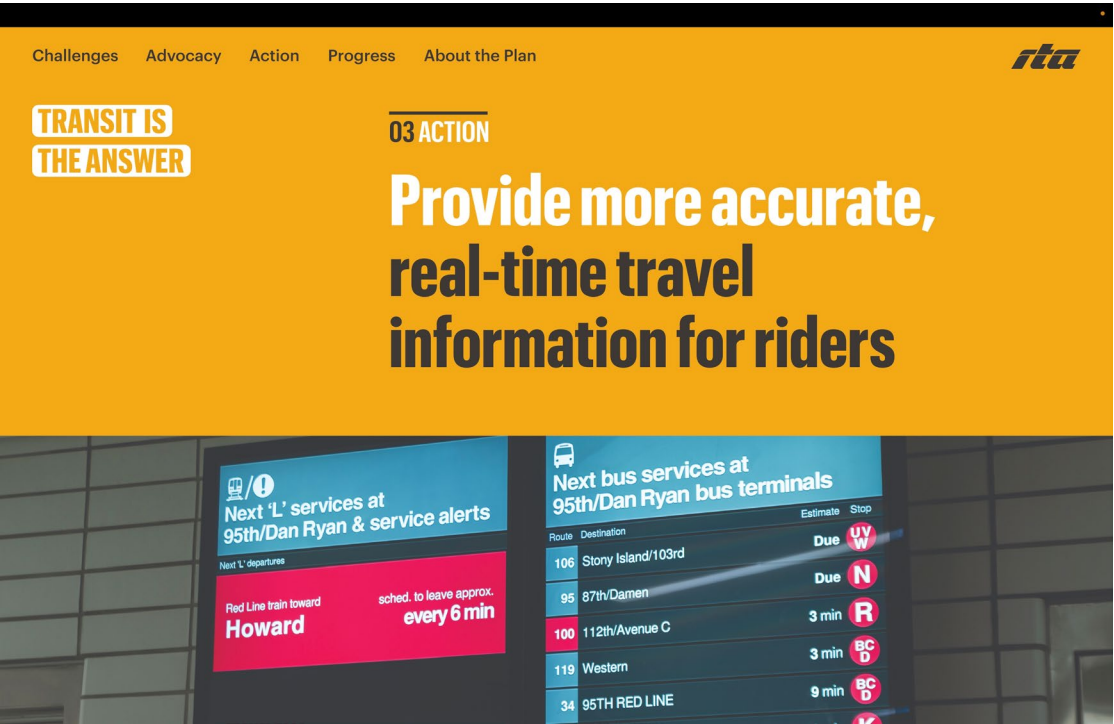 Challenges Advocacy Action Progress About the Plan
rta
TRANSIT IS
THE ANSWER
03 ACTION
Provide more accurate,
real-time travel
information for riders
Next ‘L’ services at
95th/Dan Ryan & service alerts
Next ‘L’ departures
Red Line train toward
Howard
sched. to leave approx.
every 6 min
Next bus services at
95th/Dan Ryan bus terminals
Route Destination Estimate Stop
106 Stony Island/103rd Due UVW
95 87th/Damen Due N
100 112th/Avenue C 3 min R
119 Western 3 min BCD
34 95TH RED LINE 9 min BCD